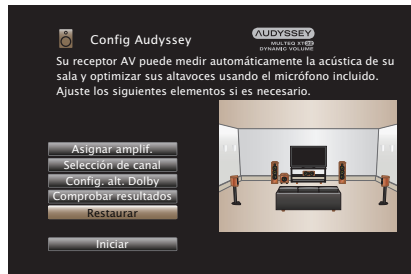 Config Audyssey
AUDYSSEY
MULTEQ XT32
DYNAMIC VOLUME
Su receptor AV puede medir automáticamente la acústica de su
sala y optimizar sus altavoces usando el micrófono incluido.
Ajuste los siguientes elementos si es necesario.
Asignar amplif.
Selección de canal
Config. alt. Dolby
Comprobar resultados
Restaurar
Iniciar